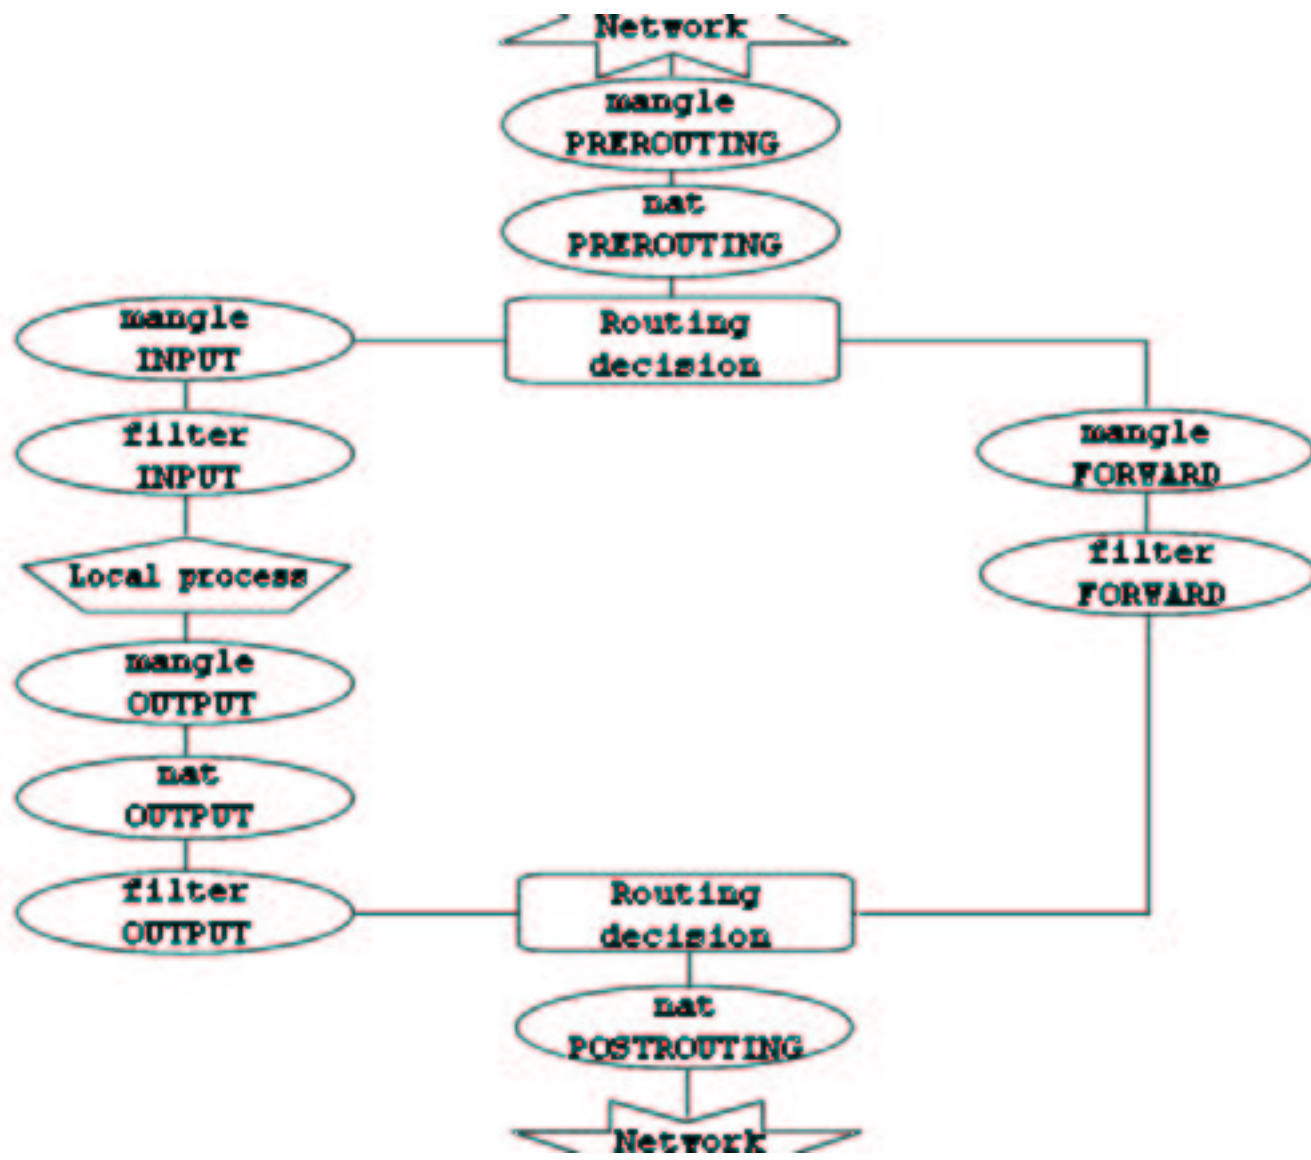 Network
mangle
PREROUTING
nat
PREROUTING
Routing
decision
mangle
INPUT
filter
INPUT
Local process
mangle
OUTPUT
nat
OUTPUT
filter
OUTPUT
mangle
FORWARD
filter
FORWARD
Routing
decision
nat
POSTROUTING
Network